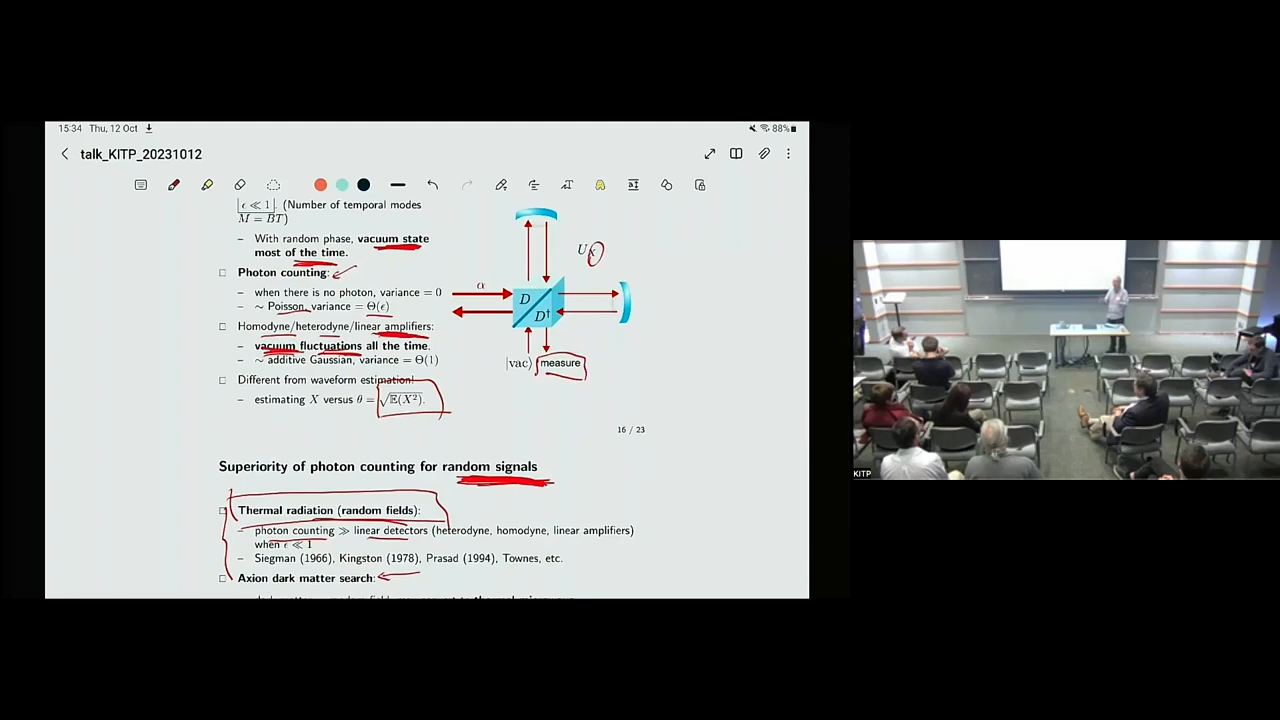 15:34 Thu, 12 Oct
88%
talk_KITP_20231012
ϵ ≪ 1. (Number of temporal modes
M = BT)
– With random phase, vacuum state
most of the time.
Photon counting:
– when there is no photon, variance = 0
– ∼ Poisson, variance = Θ(ϵ)
Homodyne/heterodyne/linear amplifiers:
– vacuum fluctuations all the time.
– ∼ additive Gaussian, variance = Θ(1)
Different from waveform estimation!
– estimating X versus θ = √𝔼(X²).
U_X
α
D
D†
|vac⟩ measure
16 / 23
Superiority of photon counting for random signals
Thermal radiation (random fields):
– photon counting ≫ linear detectors (heterodyne, homodyne, linear amplifiers)
when ϵ ≪ 1
– Siegman (1966), Kingston (1978), Prasad (1994), Townes, etc.
Axion dark matter search:
KITP